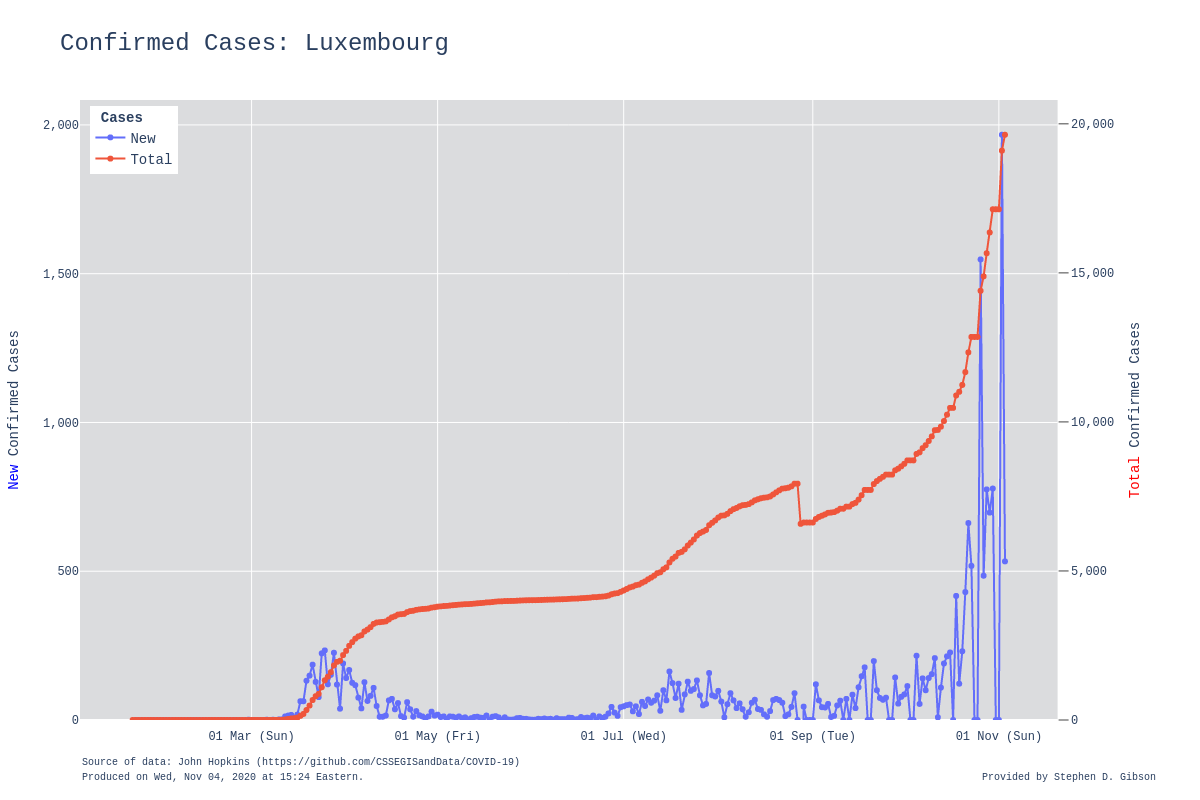 Confirmed Cases: Luxembourg
Cases
New
Total
2,000
1,500
1,000
500
0
20,000
15,000
10,000
5,000
0
New Confirmed Cases
Total Confirmed Cases
01 Mar (Sun)
01 May (Fri)
01 Jul (Wed)
01 Sep (Tue)
01 Nov (Sun)
Source of data: John Hopkins (https://github.com/CSSEGISandData/COVID-19)
Produced on Wed, Nov 04, 2020 at 15:24 Eastern.
Provided by Stephen D. Gibson